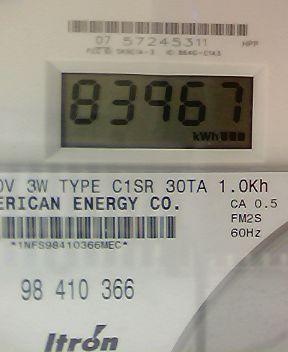 07 57245311 HPP
83967
kWh
0V 3W TYPE C1SR 30TA 1.0Kh
ERICAN ENERGY CO. CA 0.5
FM2S
*1NFS98410366MEC* 60Hz
98 410 366
Itron